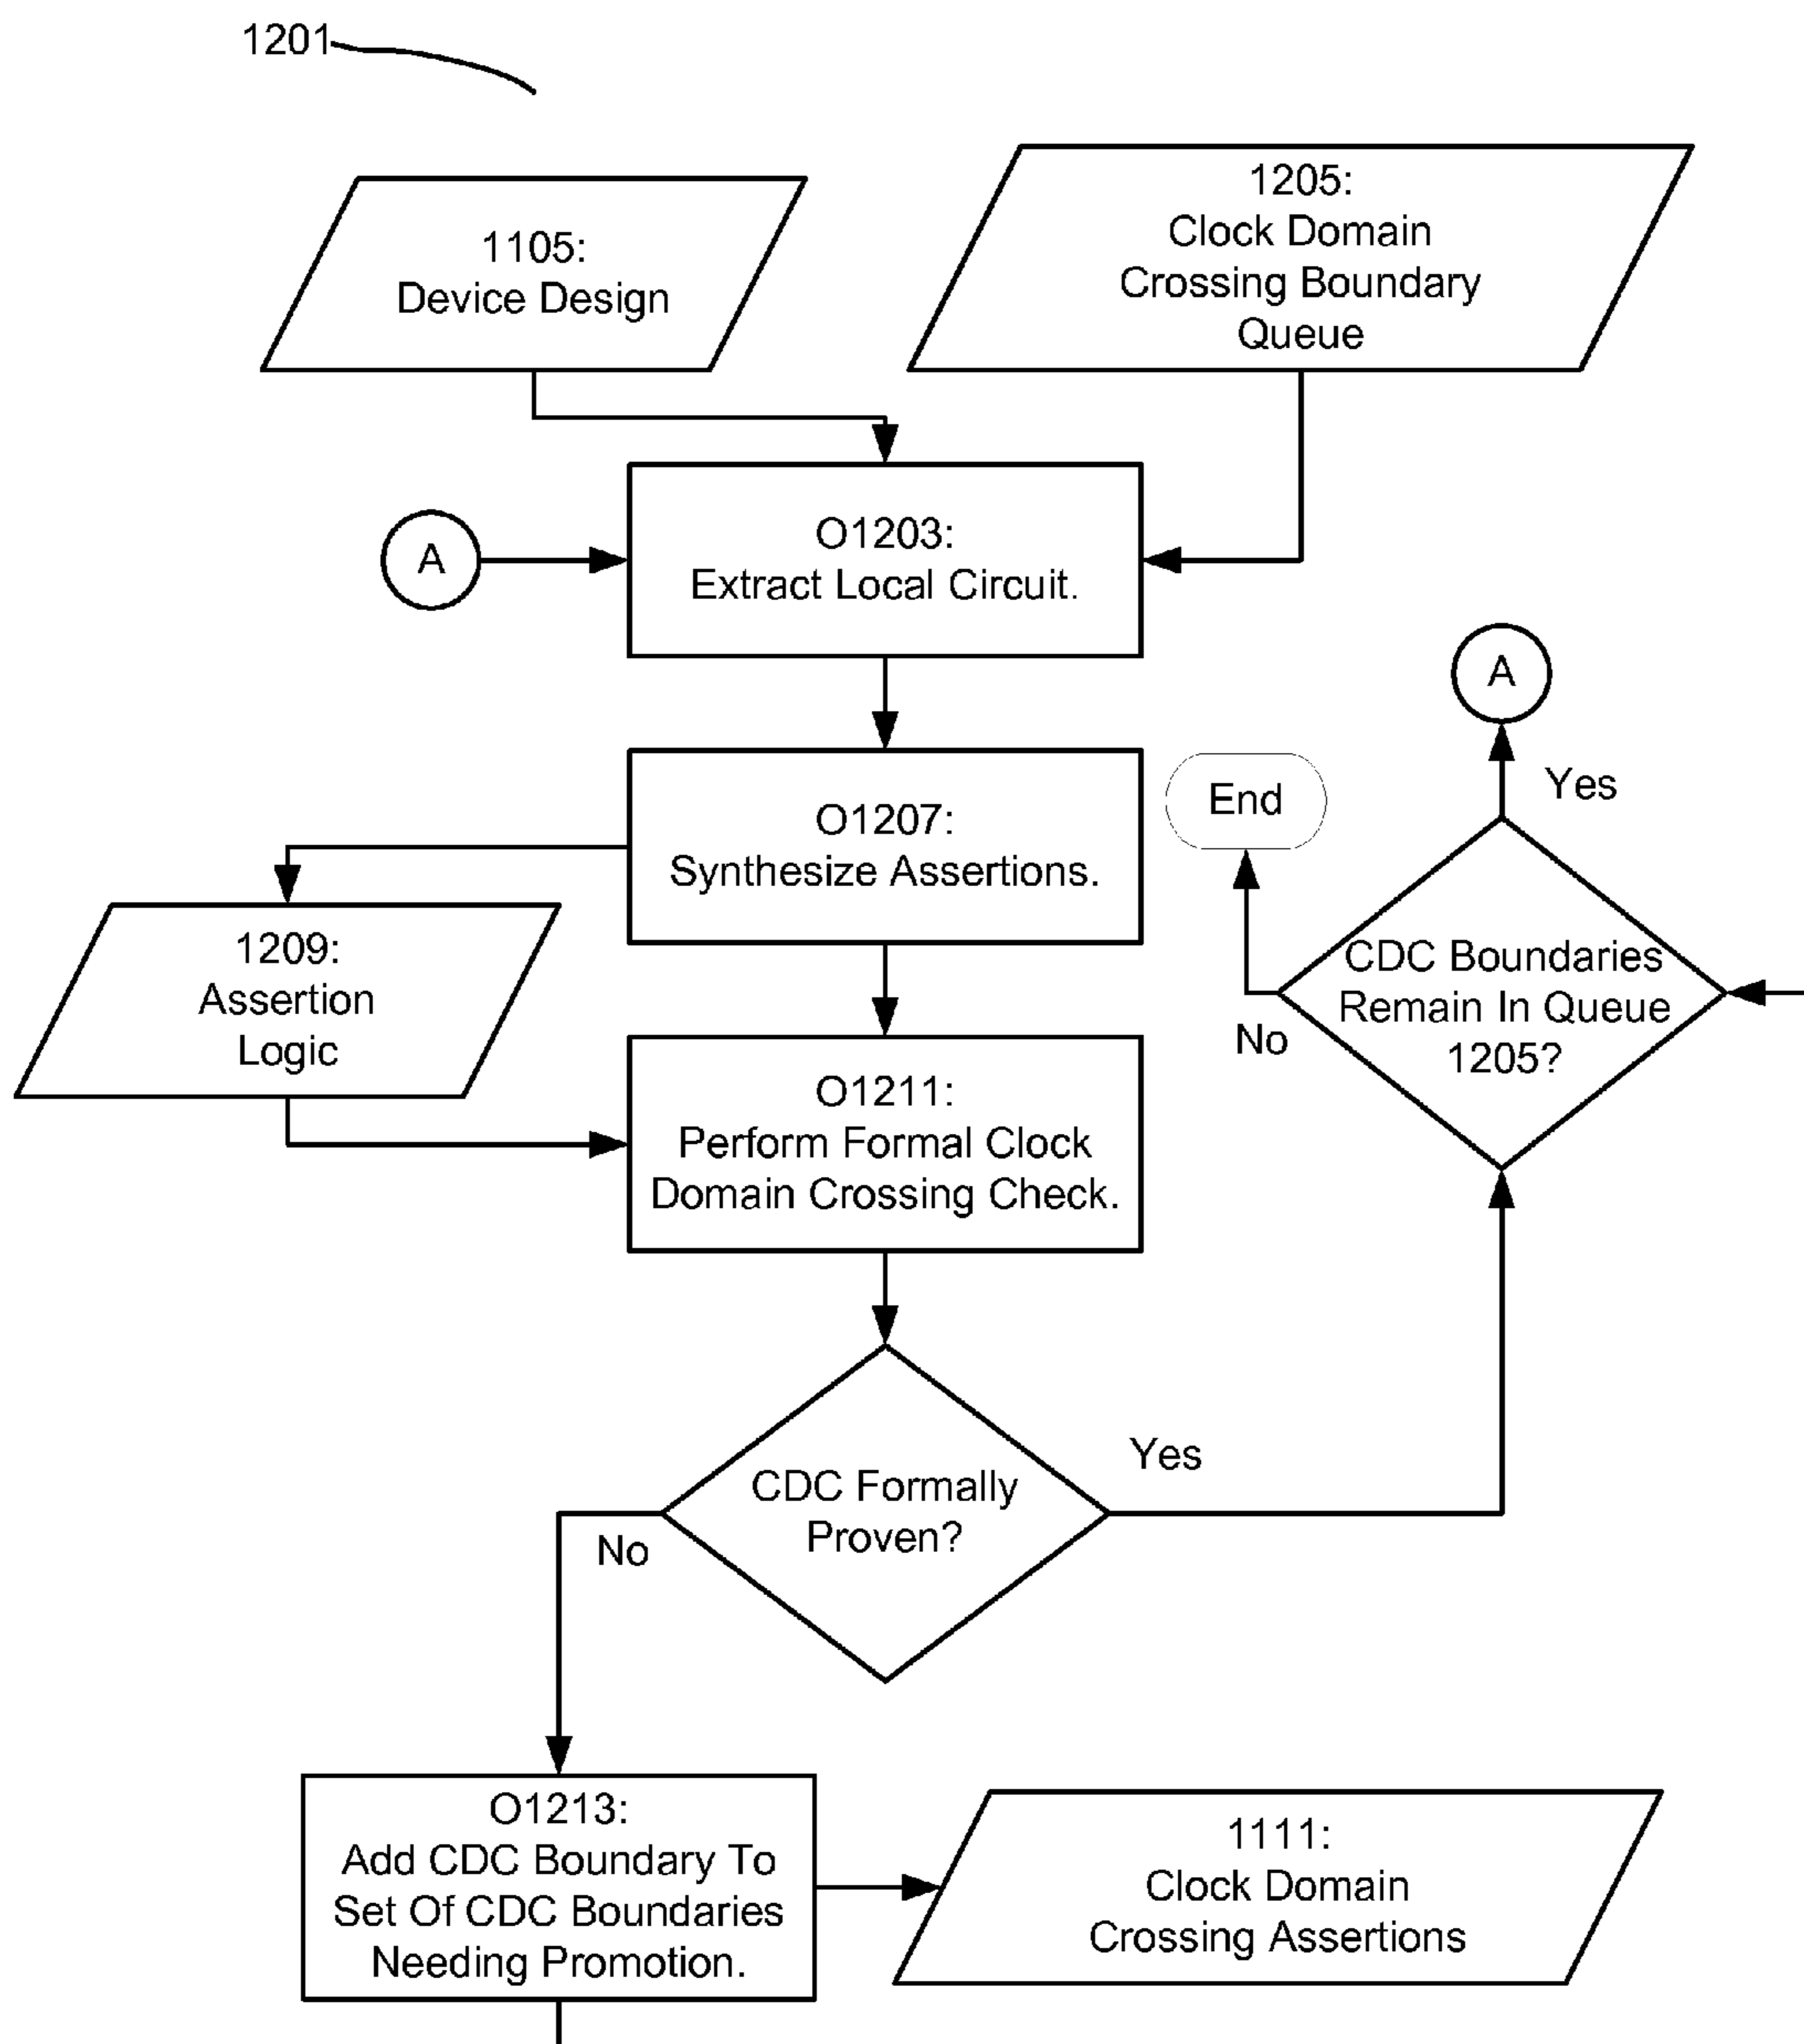 1201
1105:
Device Design
1205:
Clock Domain
Crossing Boundary
Queue
A
O1203:
Extract Local Circuit.
A
Yes
End
O1207:
Synthesize Assertions.
1209:
Assertion
Logic
CDC Boundaries
Remain In Queue
1205?
No
O1211:
Perform Formal Clock
Domain Crossing Check.
CDC Formally
Proven?
Yes
No
O1213:
Add CDC Boundary To
Set Of CDC Boundaries
Needing Promotion.
1111:
Clock Domain
Crossing Assertions